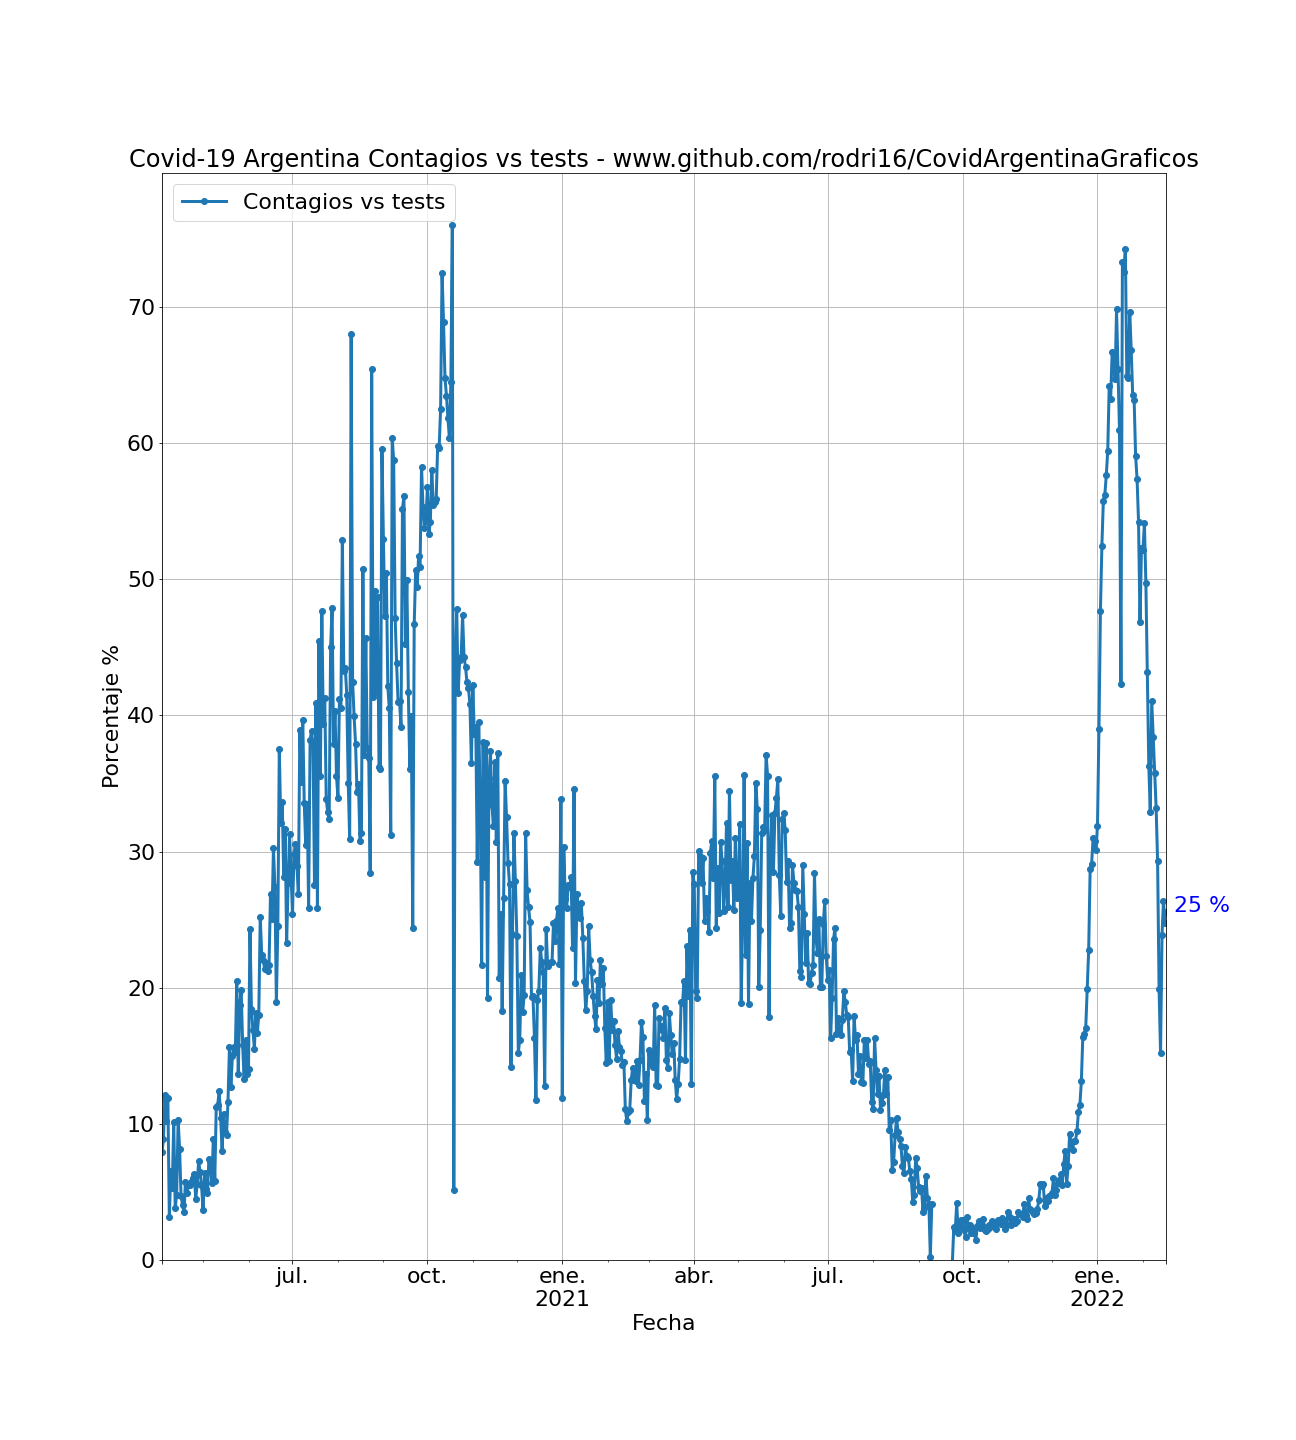 Covid-19 Argentina Contagios vs tests - www.github.com/rodri16/CovidArgentinaGraficos
Contagios vs tests
Porcentaje %
70
60
50
40
30
20
10
0
25 %
jul.
oct.
ene.
2021
abr.
jul.
oct.
ene.
2022
Fecha